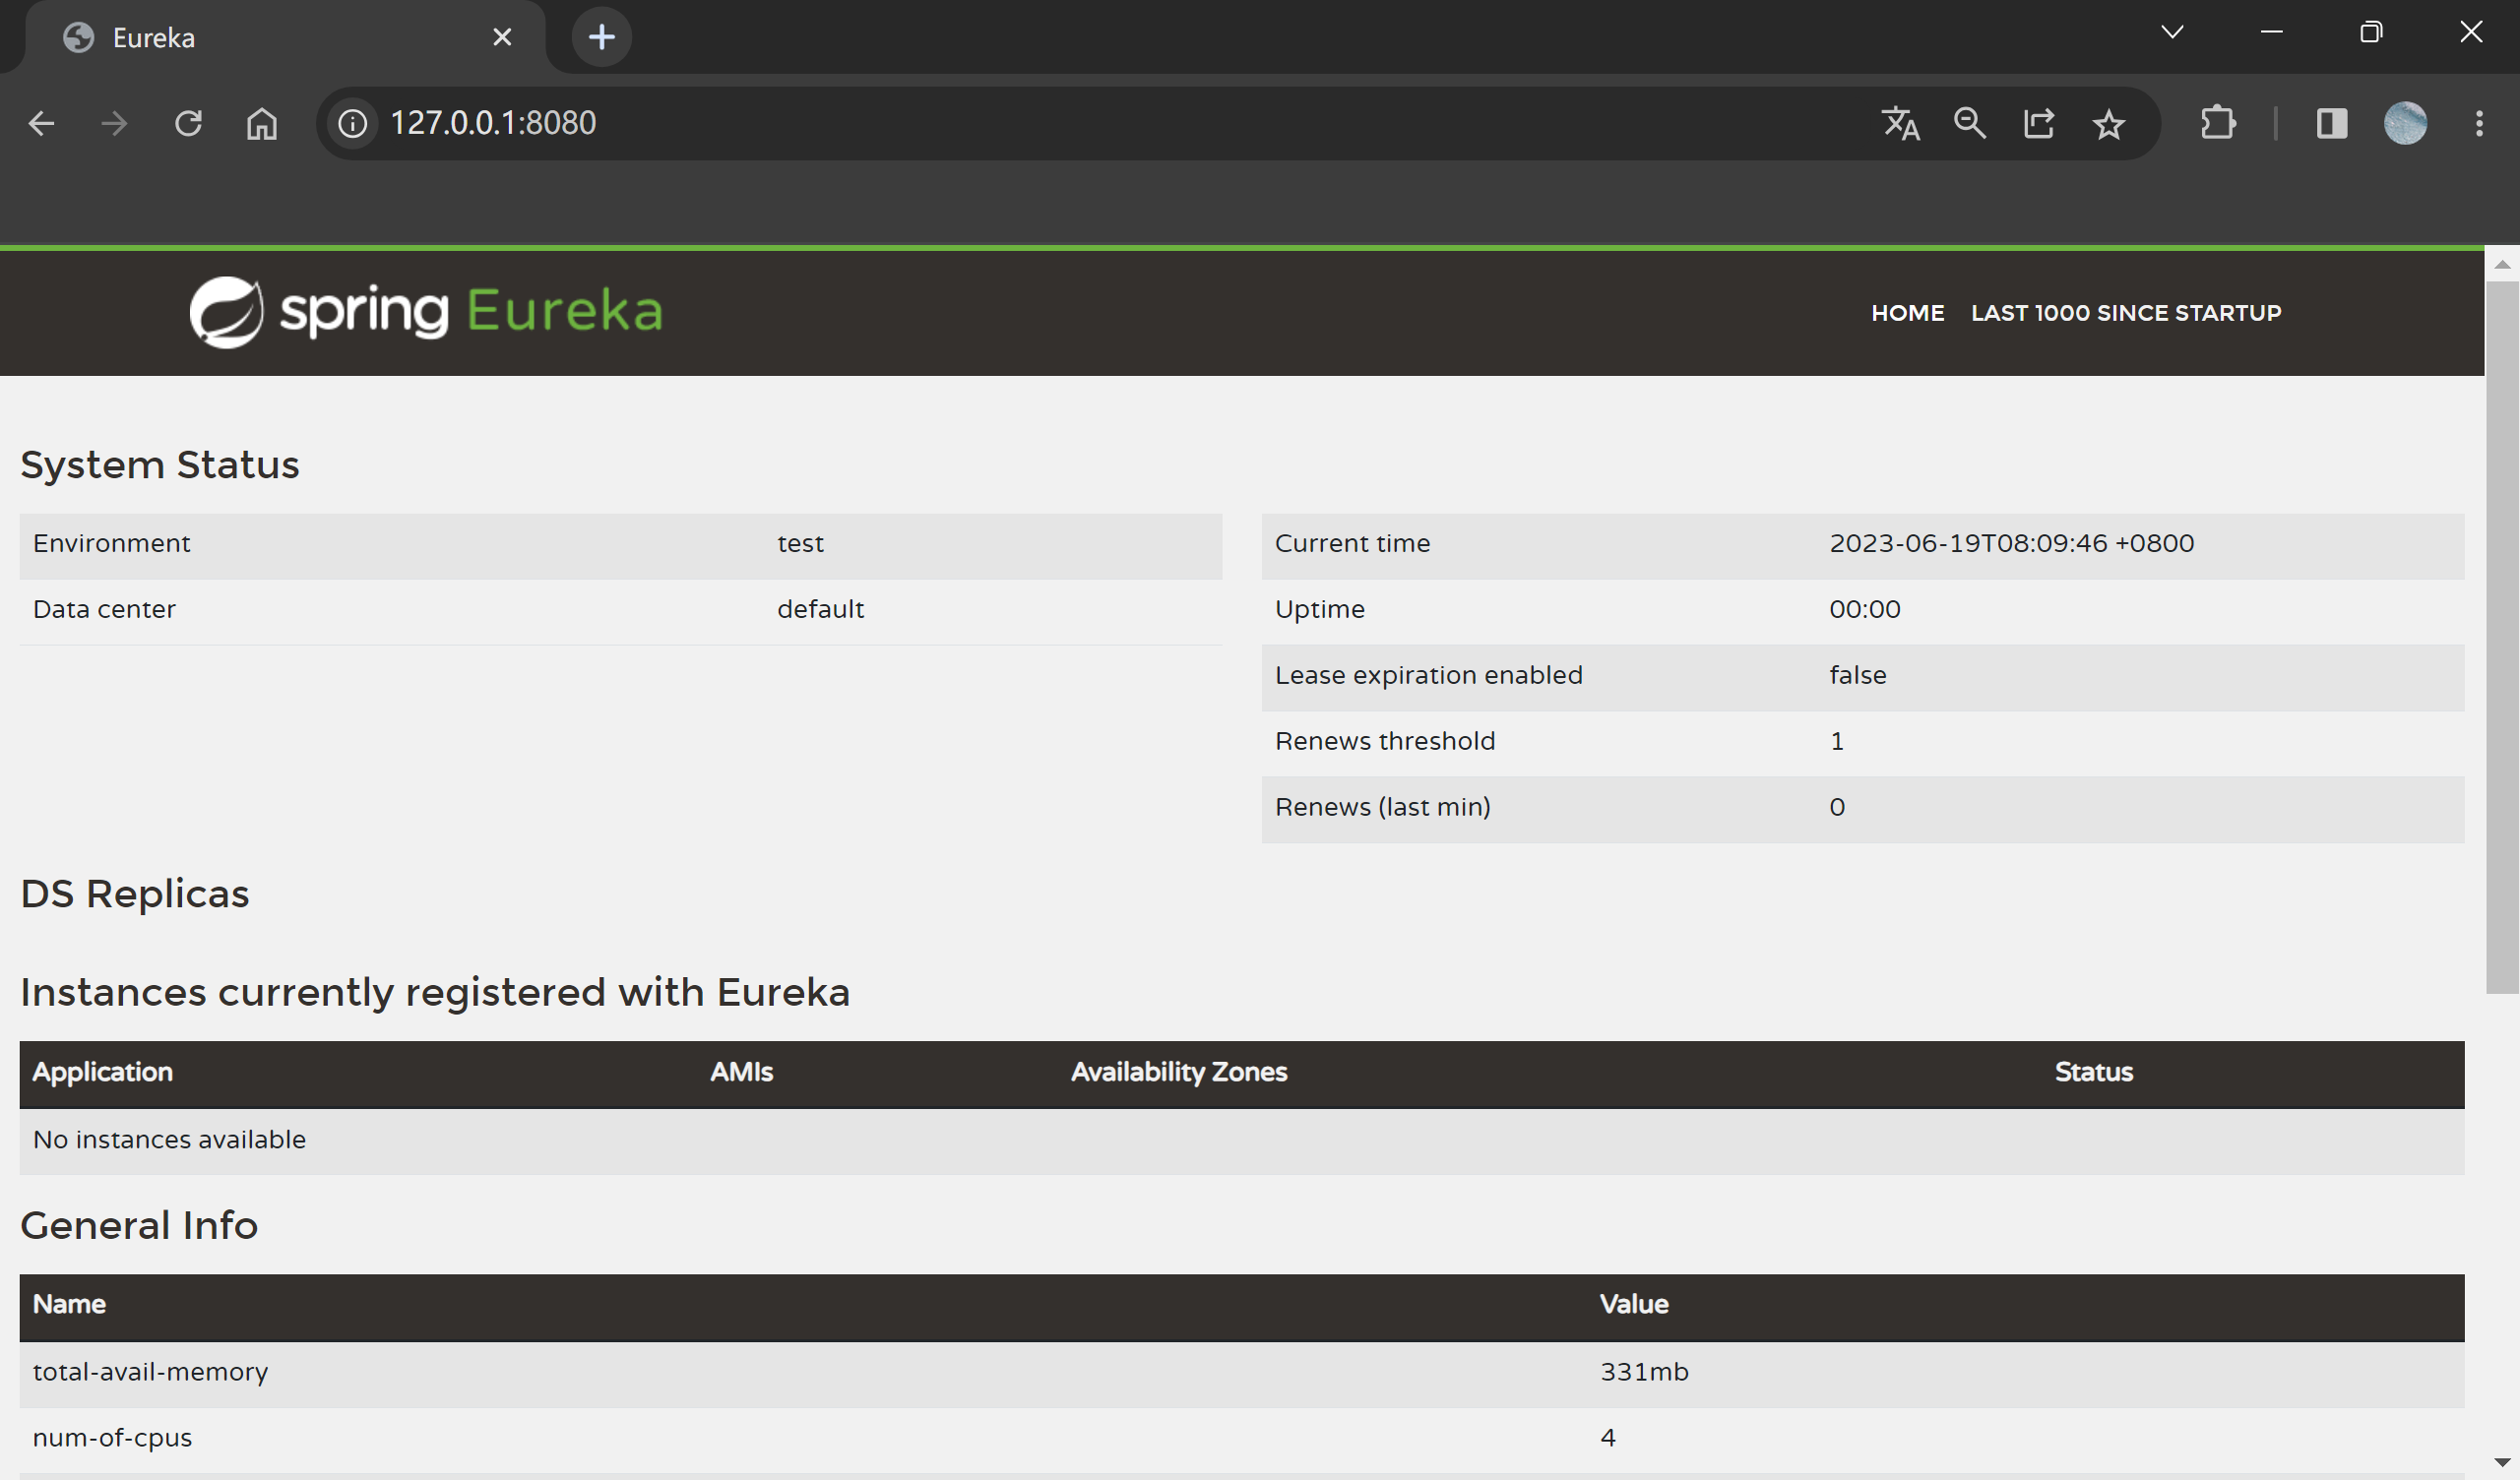 Eureka
127.0.0.1:8080
spring Eureka
HOME LAST 1000 SINCE STARTUP
System Status
Environment test
Data center default
Current time 2023-06-19T08:09:46 +0800
Uptime 00:00
Lease expiration enabled false
Renews threshold 1
Renews (last min) 0
DS Replicas
Instances currently registered with Eureka
Application AMIs Availability Zones Status
No instances available
General Info
Name Value
total-avail-memory 331mb
num-of-cpus 4